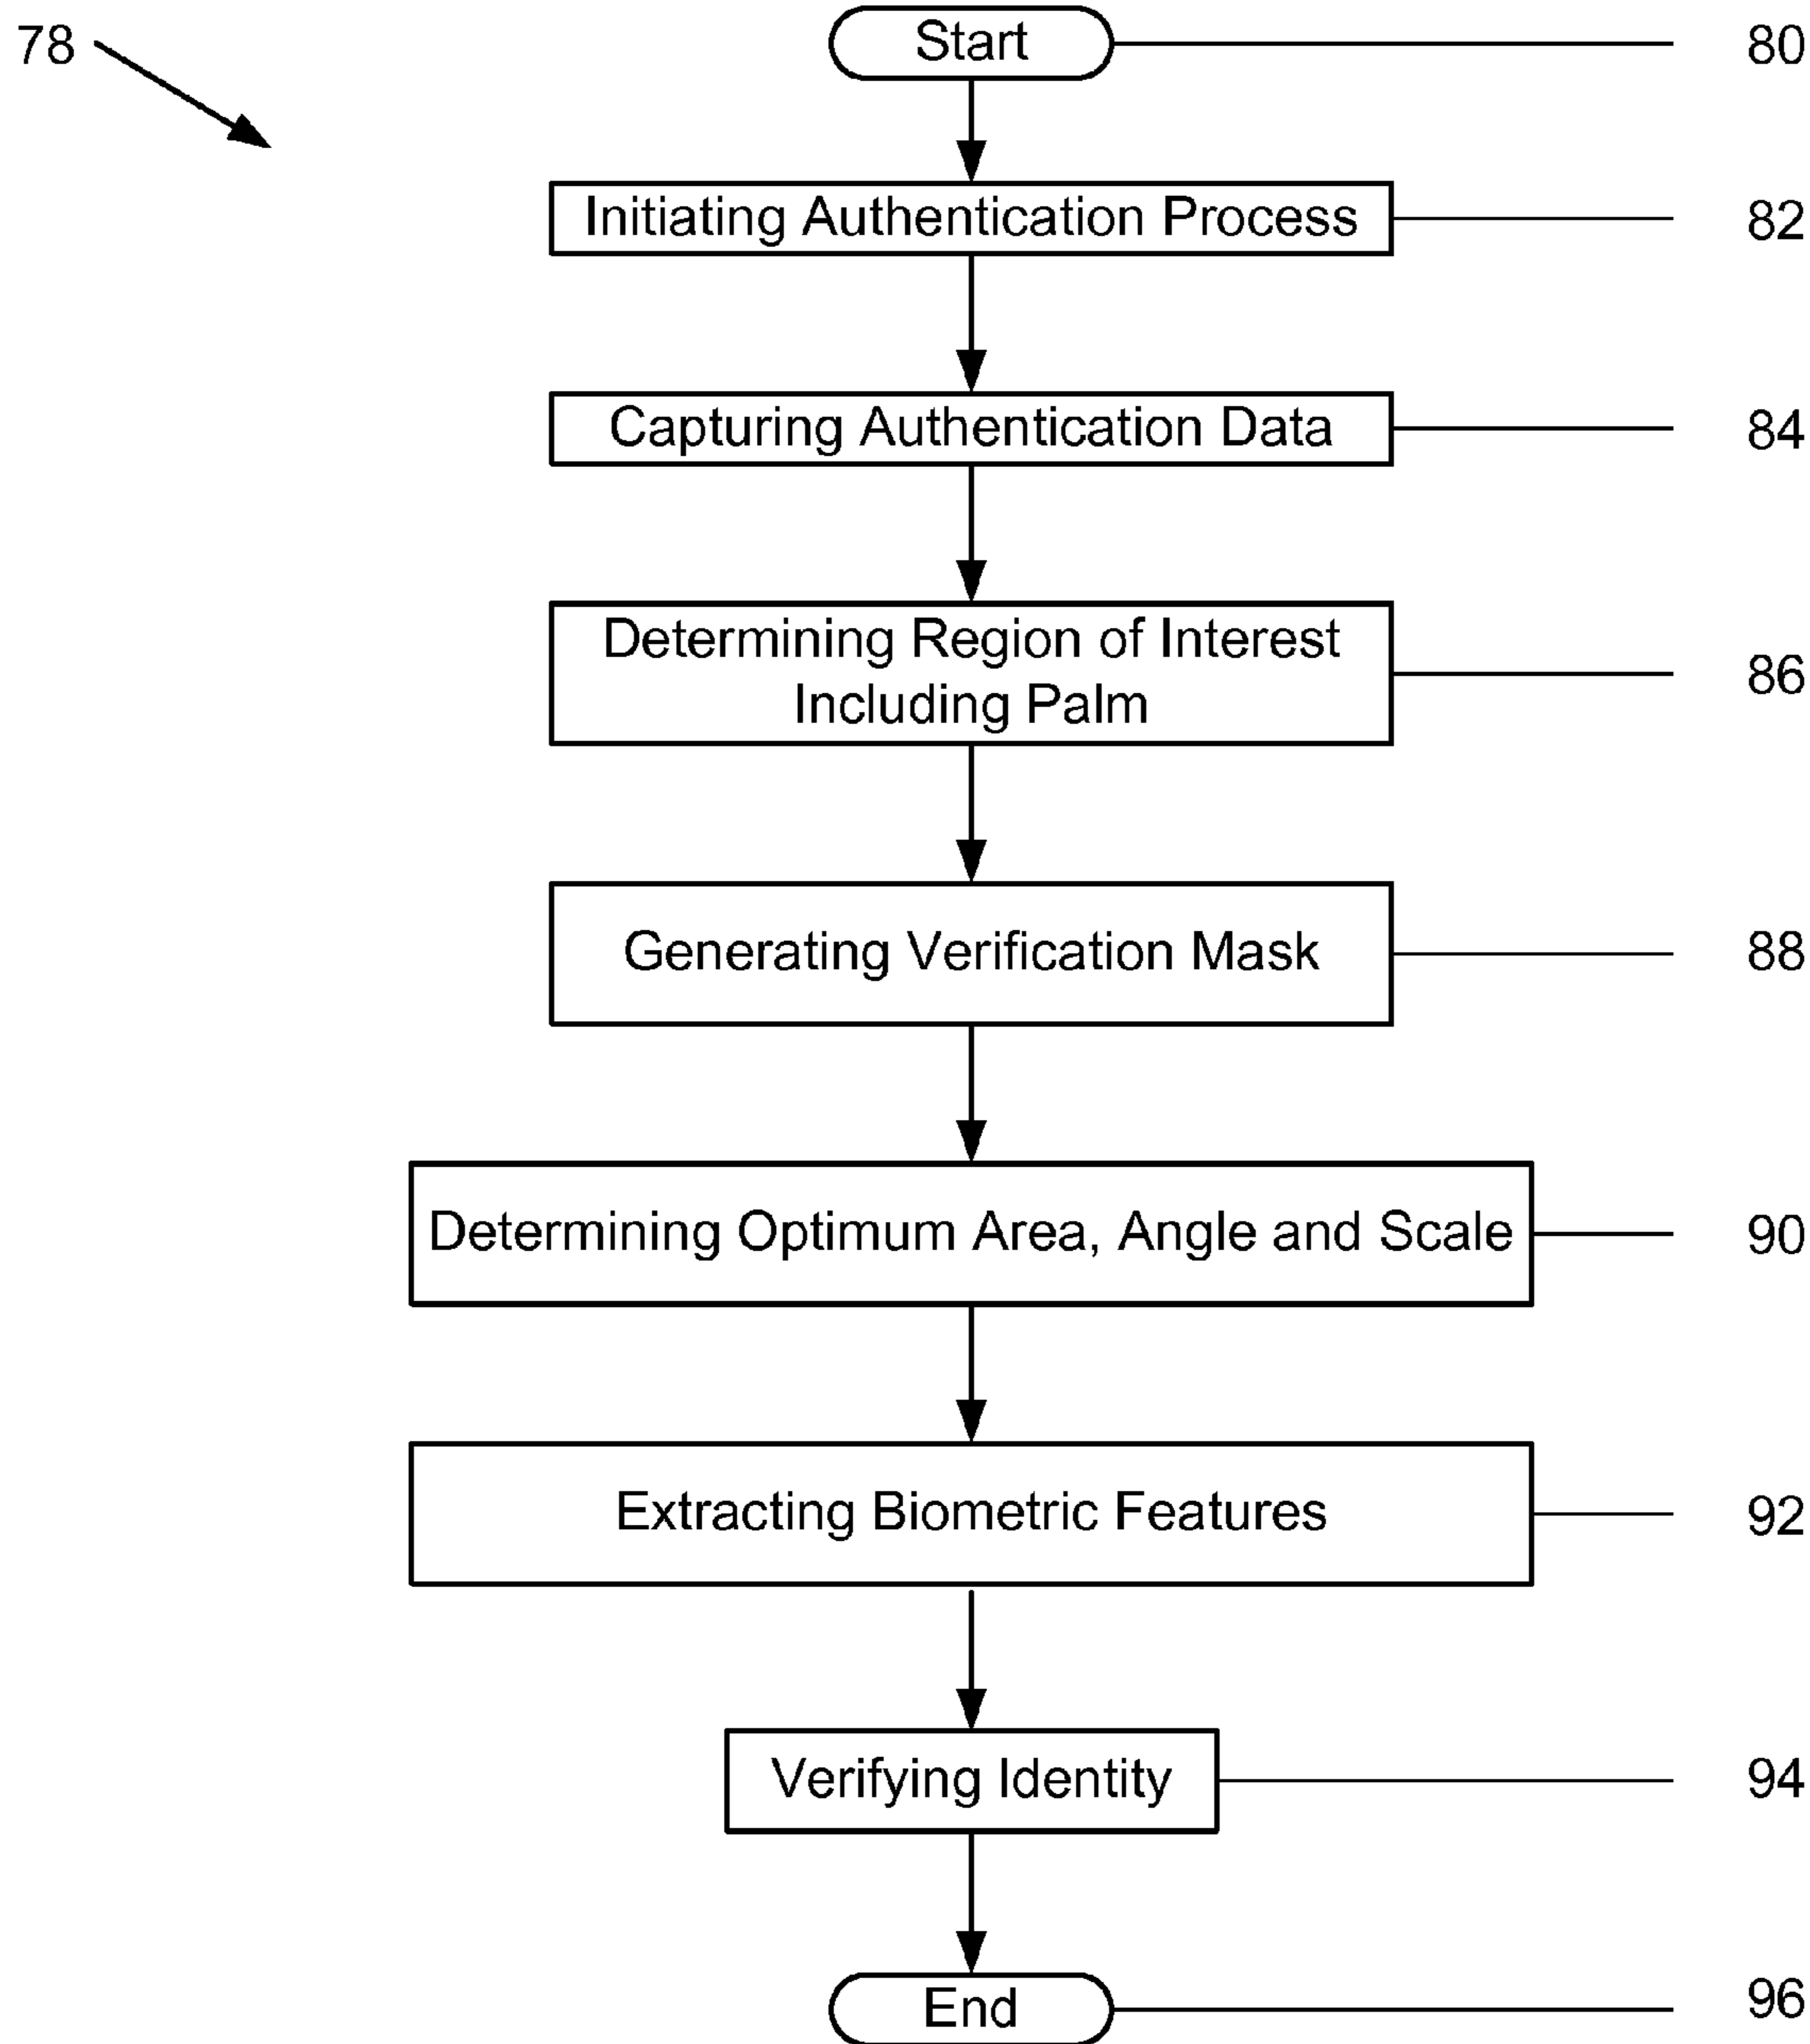 78
Start
80
Initiating Authentication Process
82
Capturing Authentication Data
84
Determining Region of Interest
Including Palm
86
Generating Verification Mask
88
Determining Optimum Area, Angle and Scale
90
Extracting Biometric Features
92
Verifying Identity
94
End
96